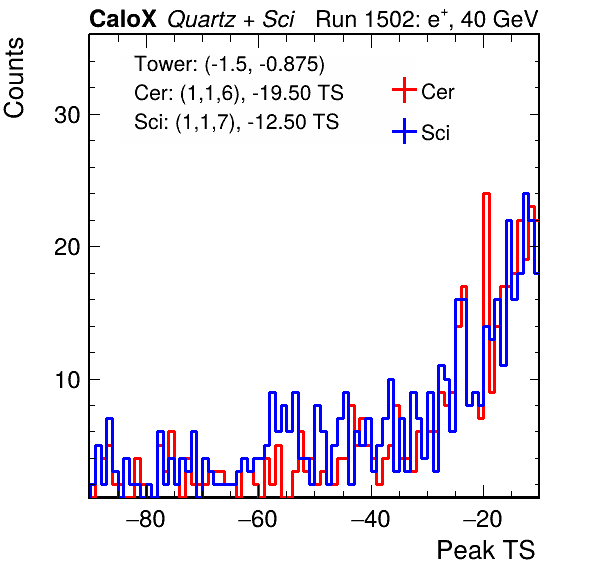 CaloX Quartz + Sci Run 1502: e+, 40 GeV
Counts
Tower: (-1.5, -0.875)
Cer: (1,1,6), -19.50 TS
Sci: (1,1,7), -12.50 TS
Cer
Sci
30
20
10
−80 −60 −40 −20
Peak TS